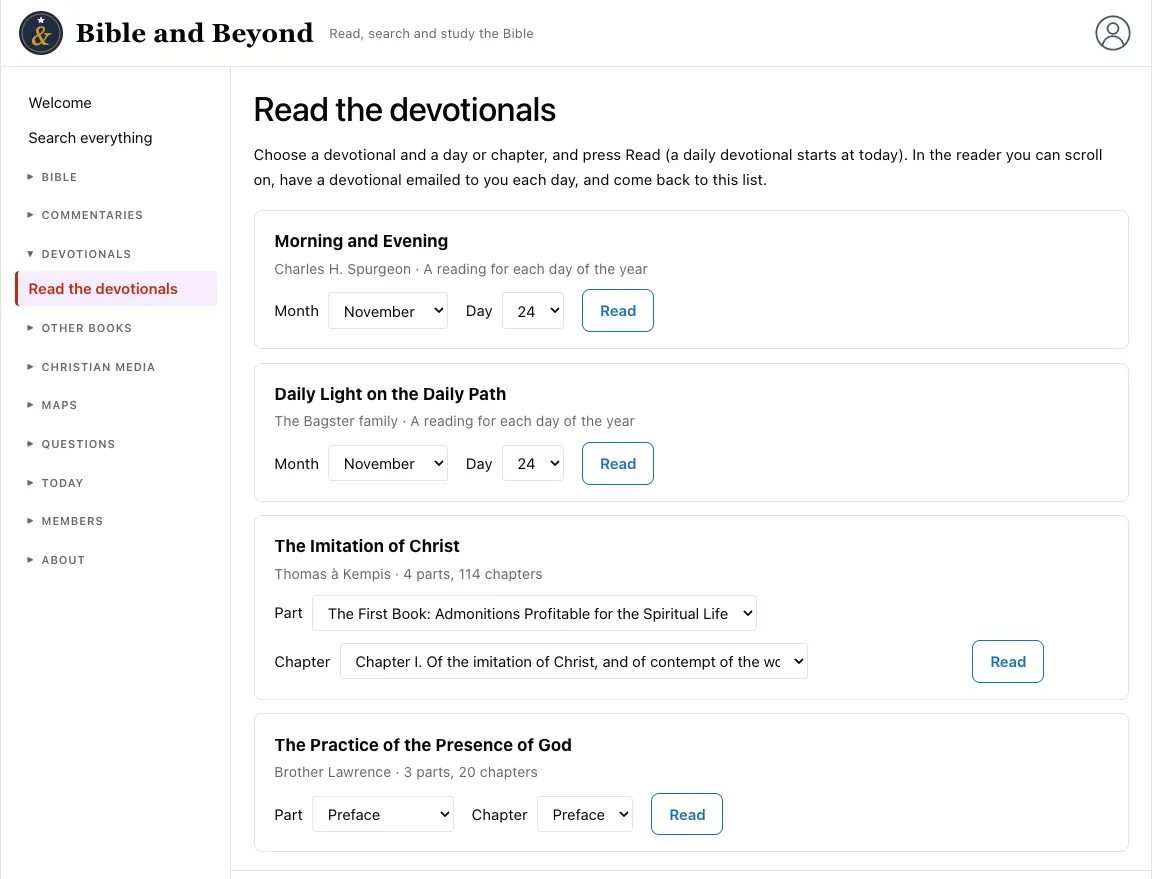 &
Bible and Beyond
Read, search and study the Bible
Welcome
Search everything
BIBLE
COMMENTARIES
DEVOTIONALS
Read the devotionals
OTHER BOOKS
CHRISTIAN MEDIA
MAPS
QUESTIONS
TODAY
MEMBERS
ABOUT
Read the devotionals
Choose a devotional and a day or chapter, and press Read (a daily devotional starts at today). In the reader you can scroll
on, have a devotional emailed to you each day, and come back to this list.
Morning and Evening
Charles H. Spurgeon · A reading for each day of the year
Month November Day 24 Read
Daily Light on the Daily Path
The Bagster family · A reading for each day of the year
Month November Day 24 Read
The Imitation of Christ
Thomas à Kempis · 4 parts, 114 chapters
Part The First Book: Admonitions Profitable for the Spiritual Life
Chapter Chapter I. Of the imitation of Christ, and of contempt of the Read
The Practice of the Presence of God
Brother Lawrence · 3 parts, 20 chapters
Part Preface Chapter Preface Read